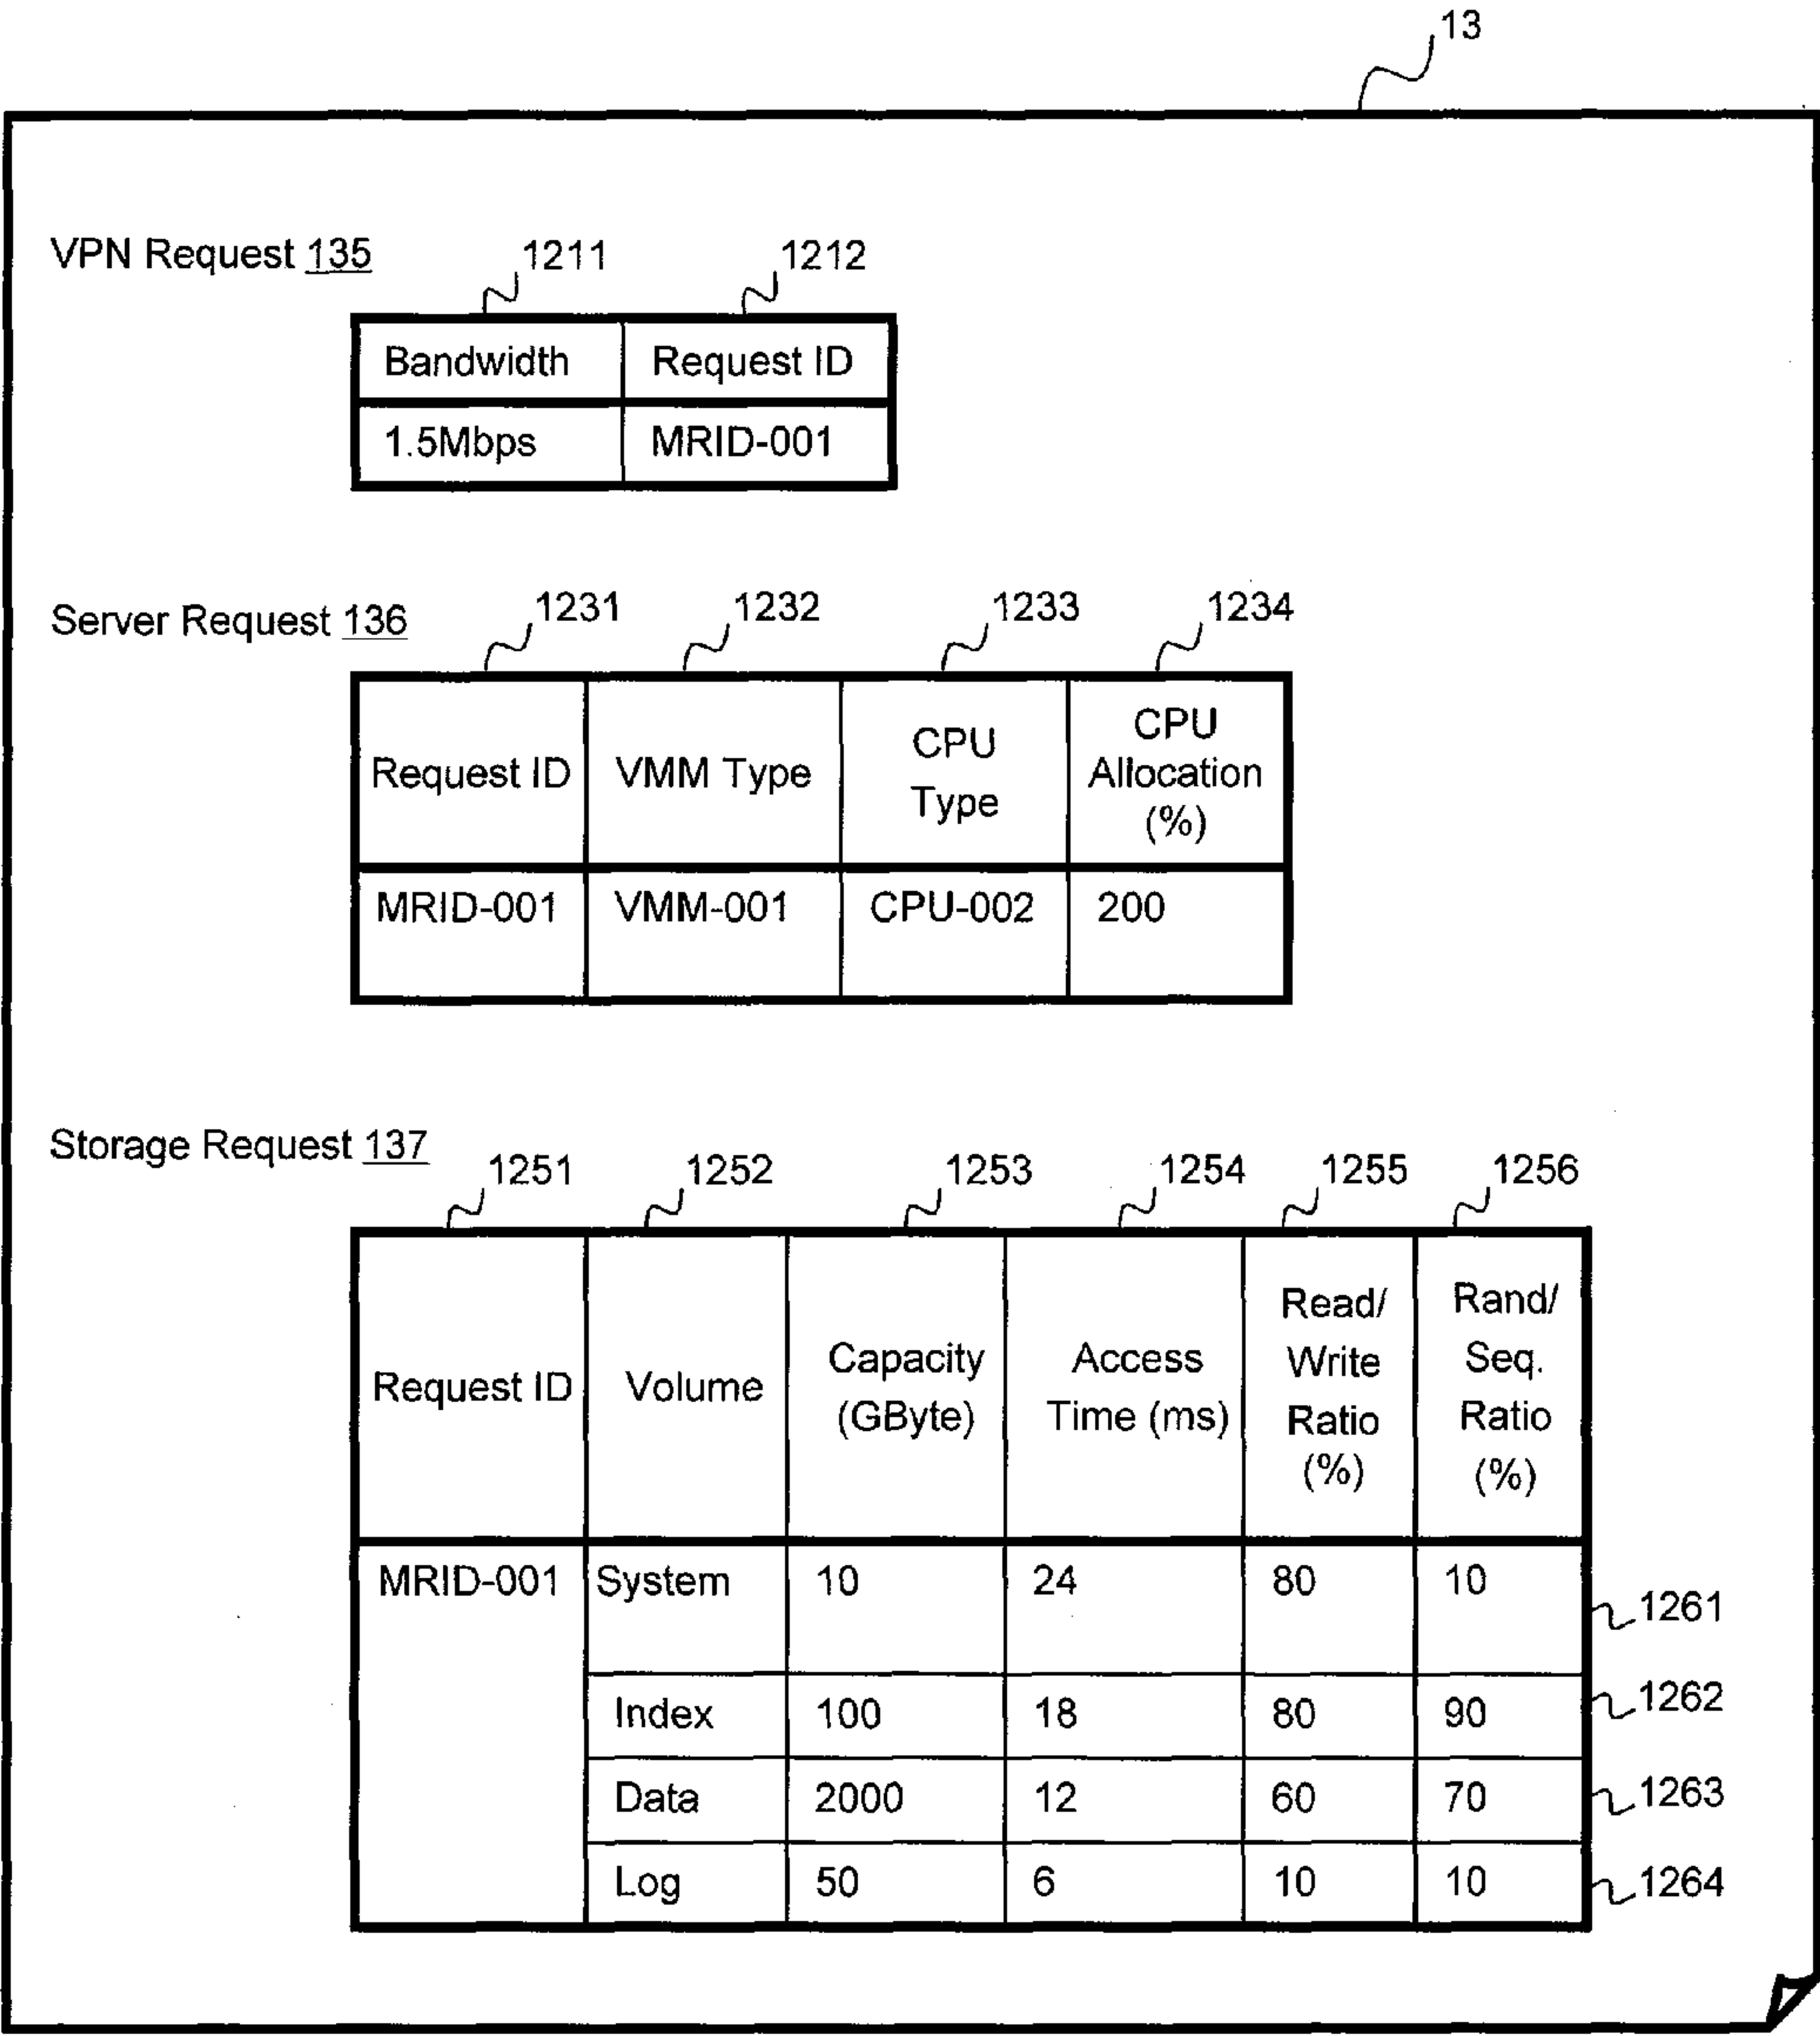 13
VPN Request 135
1211 1212
Bandwidth Request ID
1.5Mbps MRID-001
Server Request 136
1231 1232 1233 1234
Request ID VMM Type CPU Type CPU Allocation (%)
MRID-001 VMM-001 CPU-002 200
Storage Request 137
1251 1252 1253 1254 1255 1256
Request ID Volume Capacity (GByte) Access Time (ms) Read/ Write Ratio (%) Rand/ Seq. Ratio (%)
MRID-001 System 10 24 80 10 1261
Index 100 18 80 90 1262
Data 2000 12 60 70 1263
Log 50 6 10 10 1264